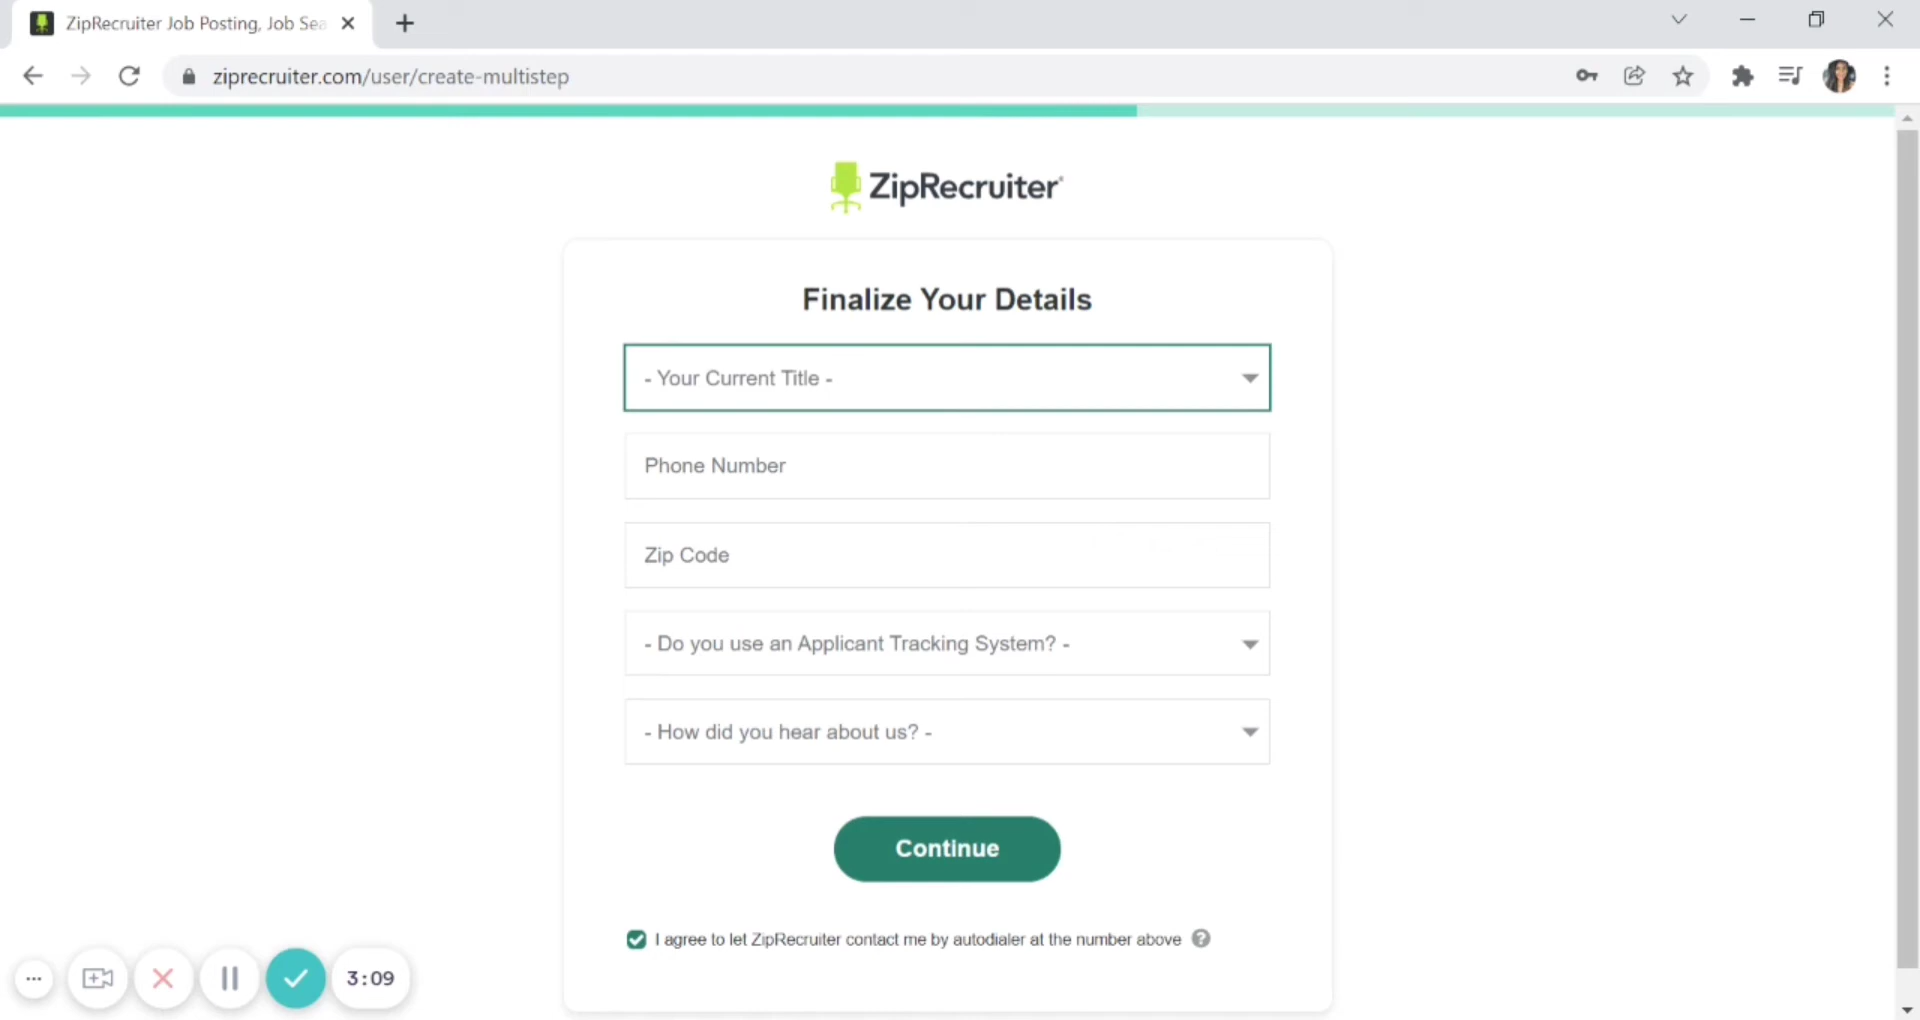 ZipRecruiter Job Posting, Job Sea
ziprecruiter.com/user/create-multistep
ZipRecruiter
Finalize Your Details
- Your Current Title -
Phone Number
Zip Code
- Do you use an Applicant Tracking System? -
- How did you hear about us? -
Continue
I agree to let ZipRecruiter contact me by autodialer at the number above ?
3:09